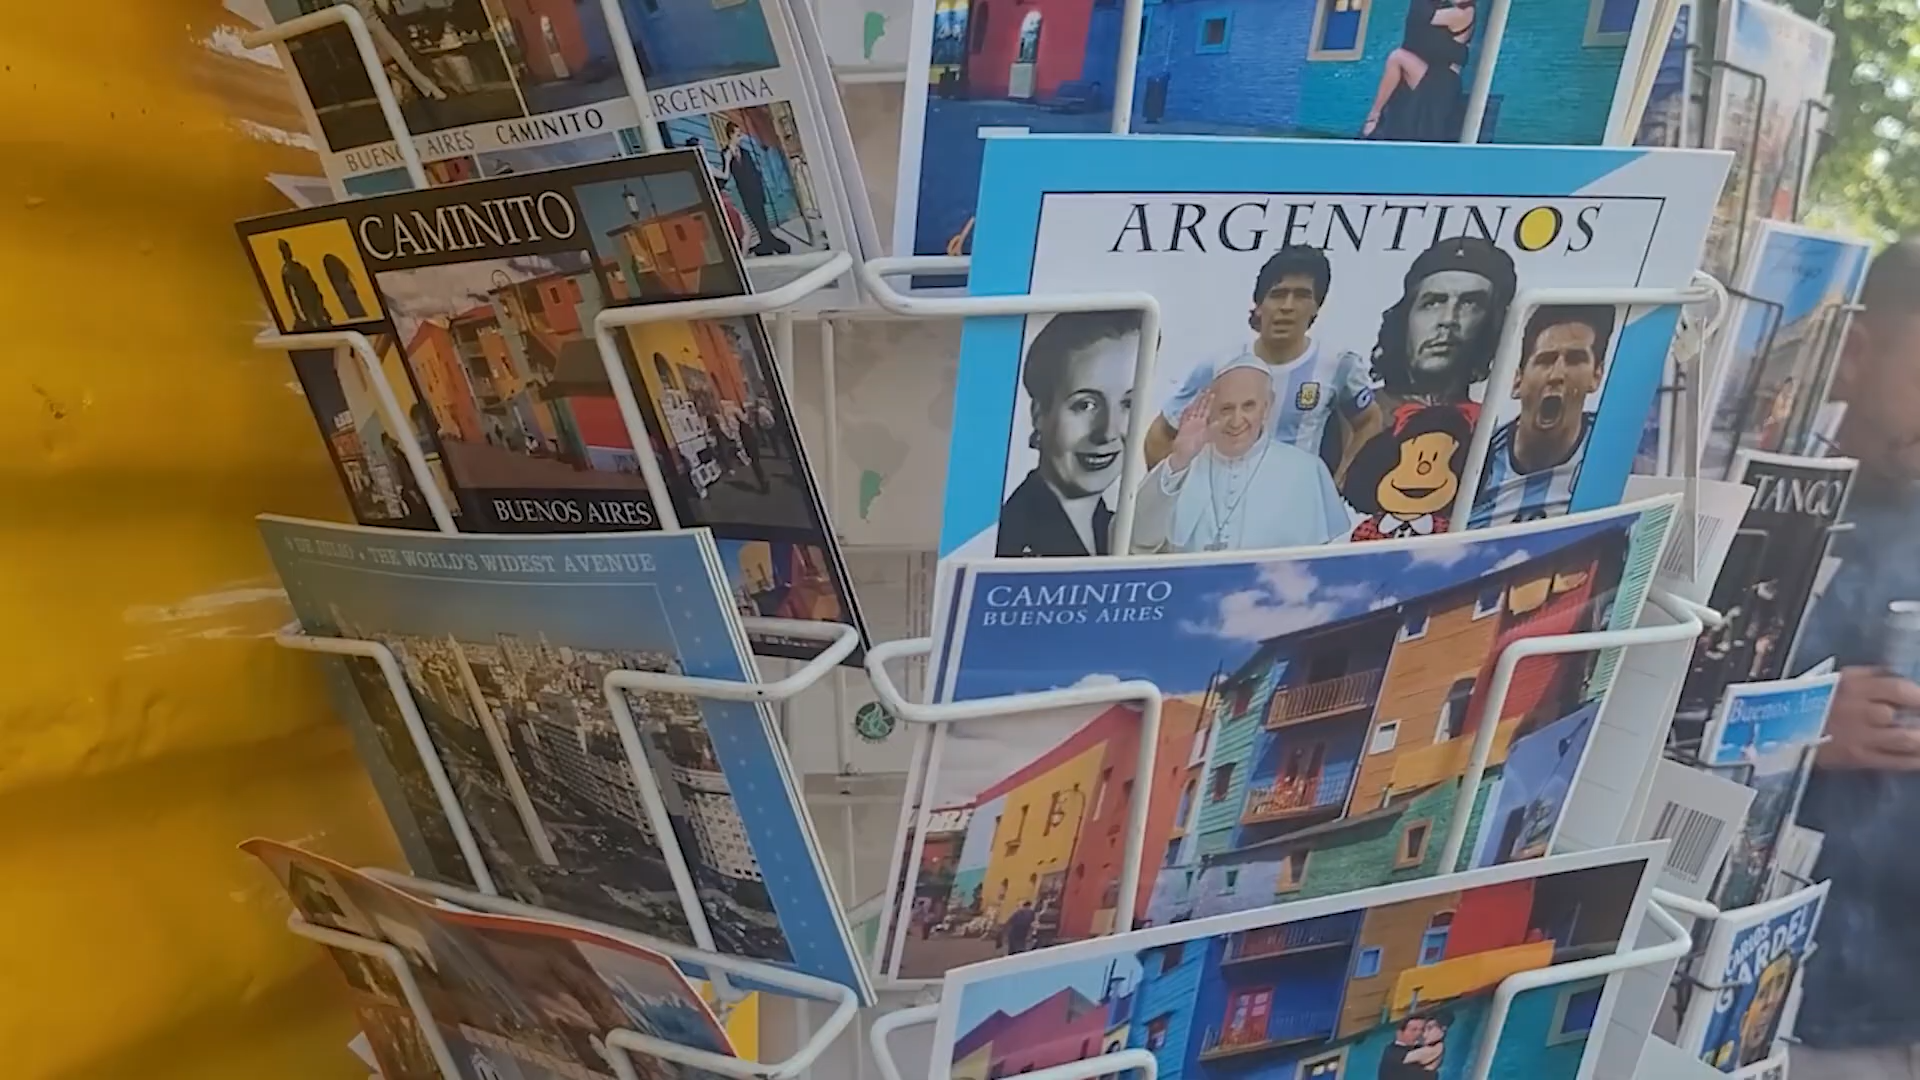 BUENOS AIRES CAMINITO ARGENTINA
CAMINITO
BUENOS AIRES
ARGENTINOS
9 DE JULIO • THE WORLD'S WIDEST AVENUE
CAMINITO
BUENOS AIRES
TANGO
Buenos Aires
CARLOS
GARDEL